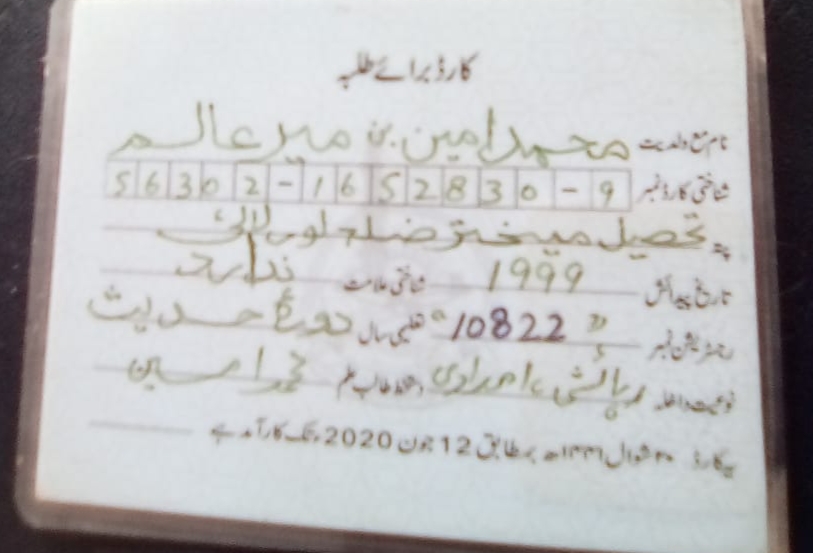 کارڈ برائے طلبہ
نام مع ولدیت محمد امین بن میر عالم
شناختی کارڈ نمبر 56302-1652830-9
پتہ تحصیل میختر ضلع لورالائی
تاریخ پیدائش 1999 شناختی علامت ندارد
رجسٹریشن نمبر "10822" تعلیمی سال دورۂ حدیث
نوعیت داخلہ رہائشی، امدادی دستخط طالب علم محمد امین
یہ کارڈ ۲۰ شوال ۱۴۴۱ھ بمطابق 12 جون 2020 تک کارآمد ہے